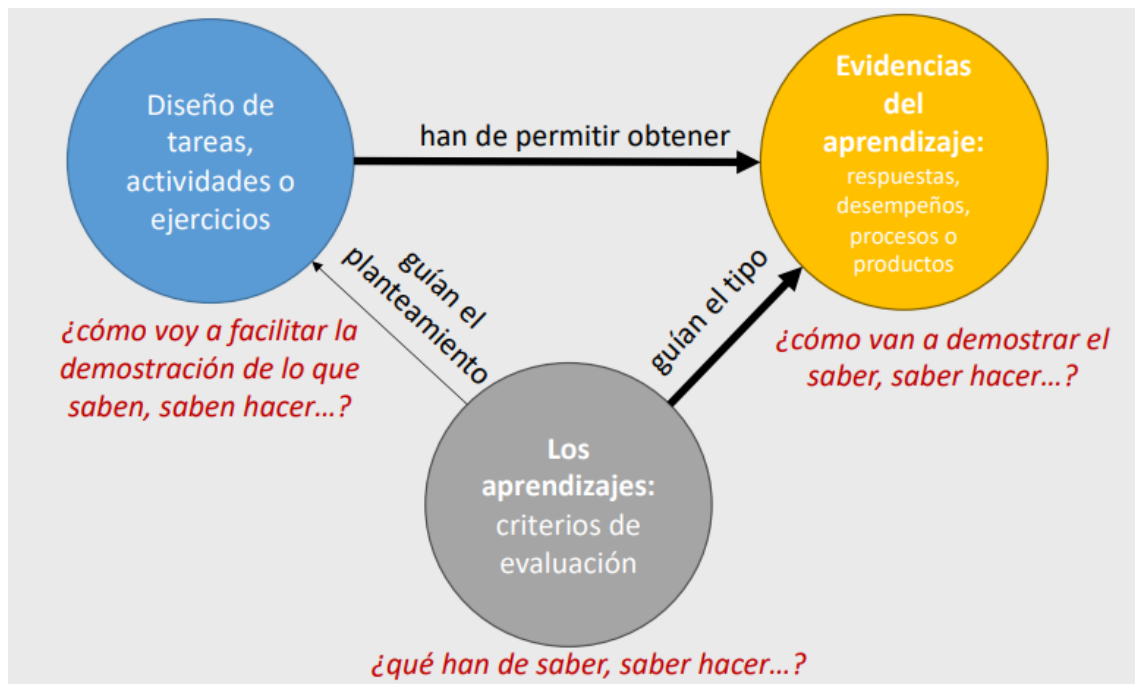 Diseño de
tareas,
actividades o
ejercicios
han de permitir obtener
Evidencias
del
aprendizaje:
respuestas,
desempeños,
procesos o
productos
guían el
planteamiento
guían el tipo
¿cómo voy a facilitar la
demostración de lo que
saben, saben hacer…?
¿cómo van a demostrar el
saber, saber hacer…?
Los
aprendizajes:
criterios de
evaluación
¿qué han de saber, saber hacer…?